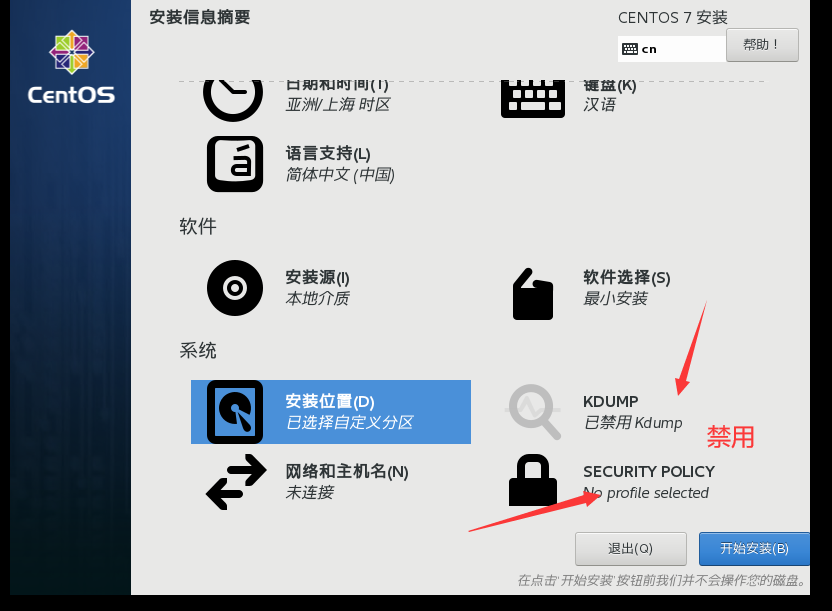 安装信息摘要
CENTOS 7 安装
cn
帮助！
CentOS
日期和时间(T)
亚洲/上海 时区
键盘(K)
汉语
语言支持(L)
简体中文 (中国)
á
软件
安装源(I)
本地介质
软件选择(S)
最小安装
系统
安装位置(D)
已选择自定义分区
KDUMP
已禁用 Kdump
禁用
网络和主机名(N)
未连接
SECURITY POLICY
No profile selected
退出(Q)
开始安装(B)
在点击'开始安装'按钮前我们并不会操作您的磁盘。